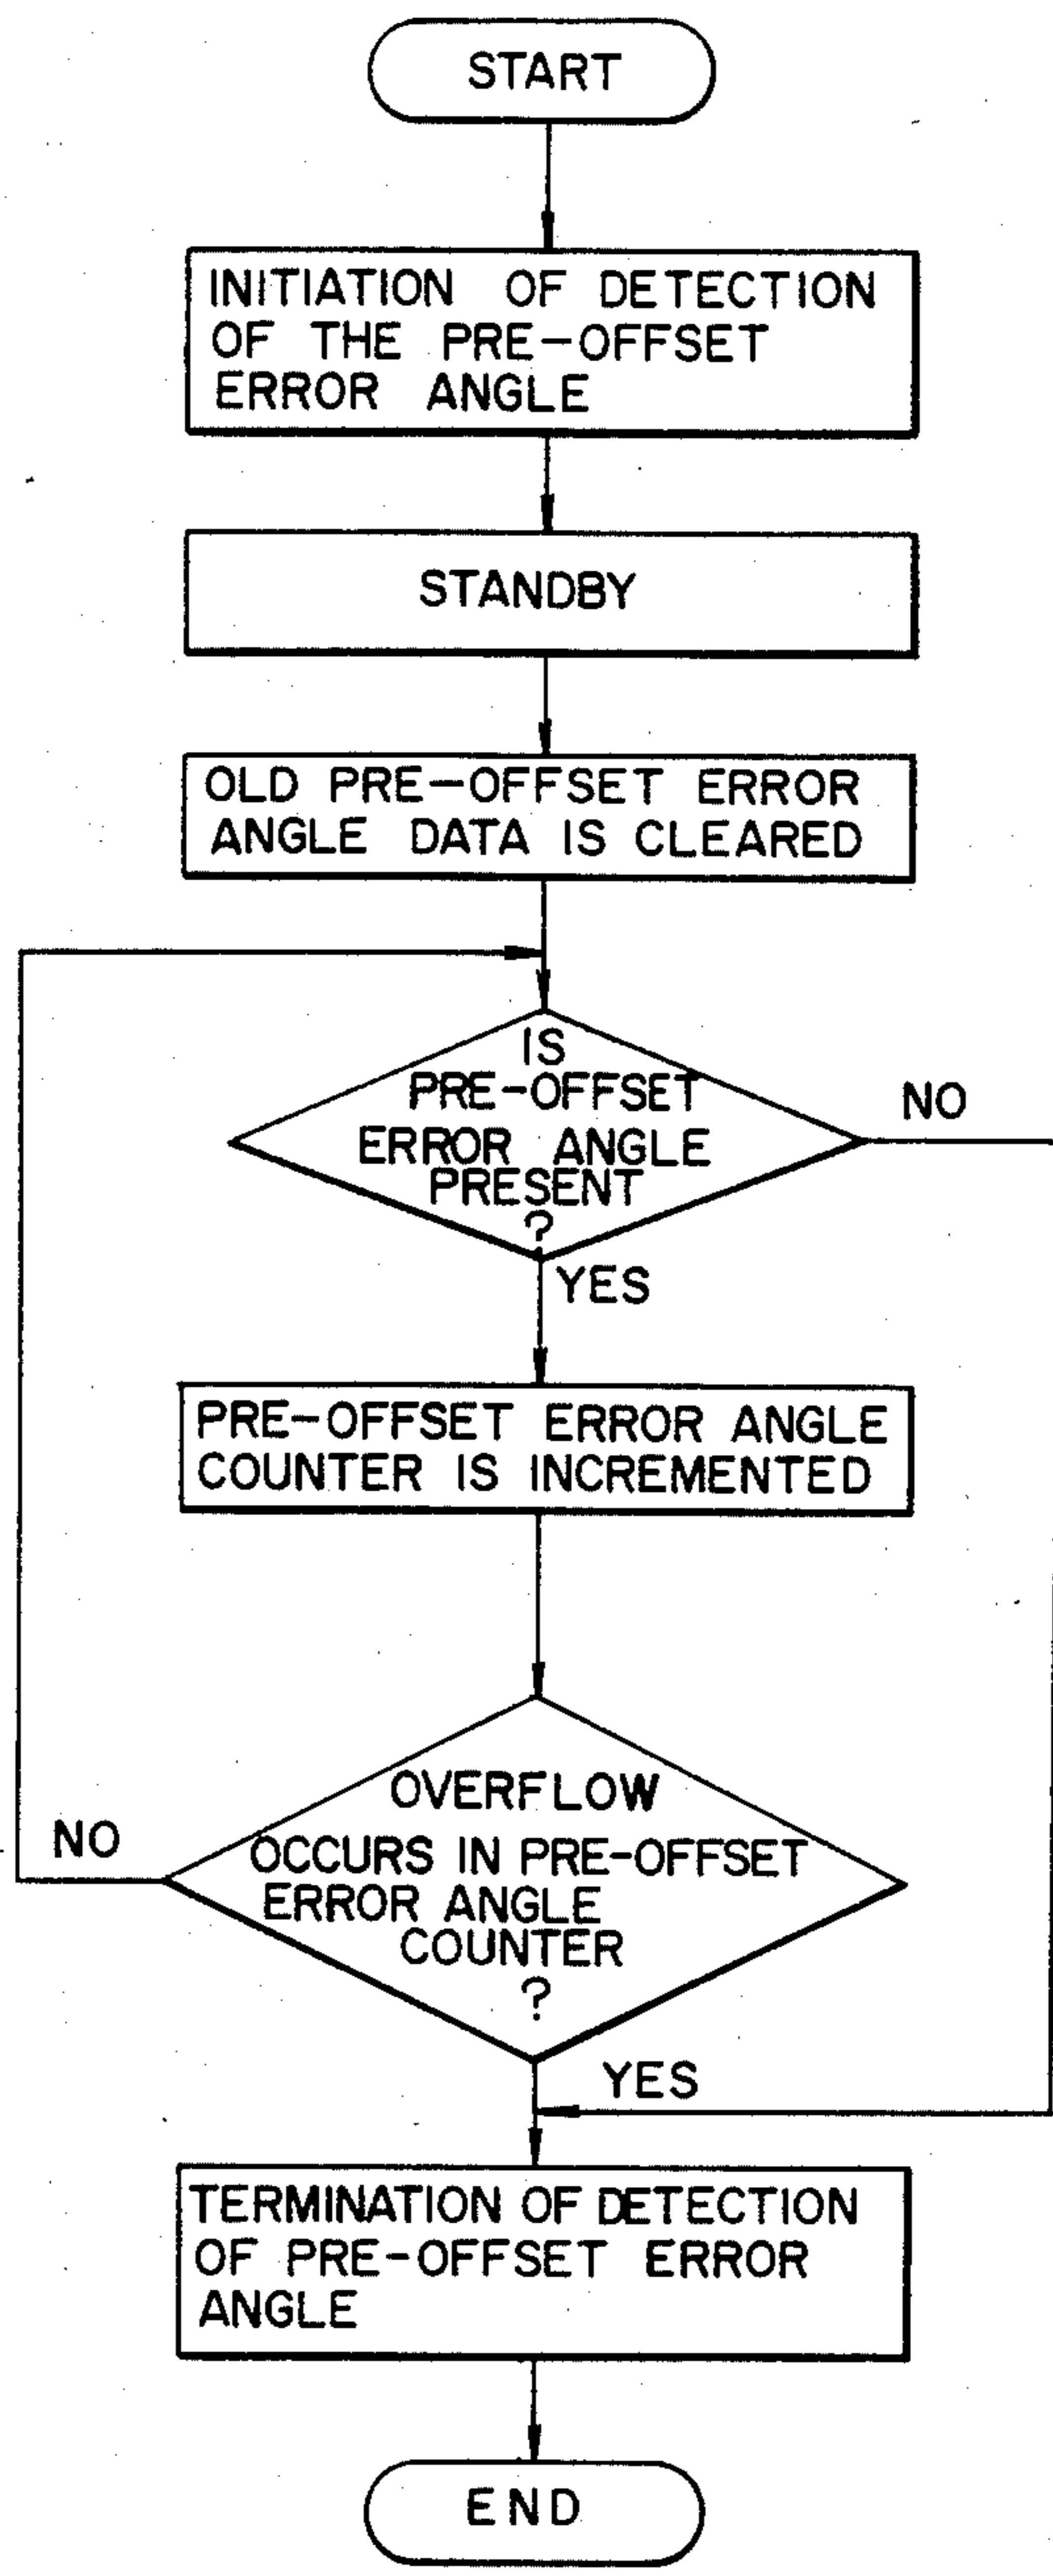 START
INITIATION OF DETECTION
OF THE PRE-OFFSET
ERROR ANGLE
STANDBY
OLD PRE-OFFSET ERROR
ANGLE DATA IS CLEARED
IS
PRE-OFFSET
ERROR ANGLE
PRESENT
?
NO
YES
PRE-OFFSET ERROR ANGLE
COUNTER IS INCREMENTED
OVERFLOW
OCCURS IN PRE-OFFSET
ERROR ANGLE
COUNTER
?
NO
YES
TERMINATION OF DETECTION
OF PRE-OFFSET ERROR
ANGLE
END